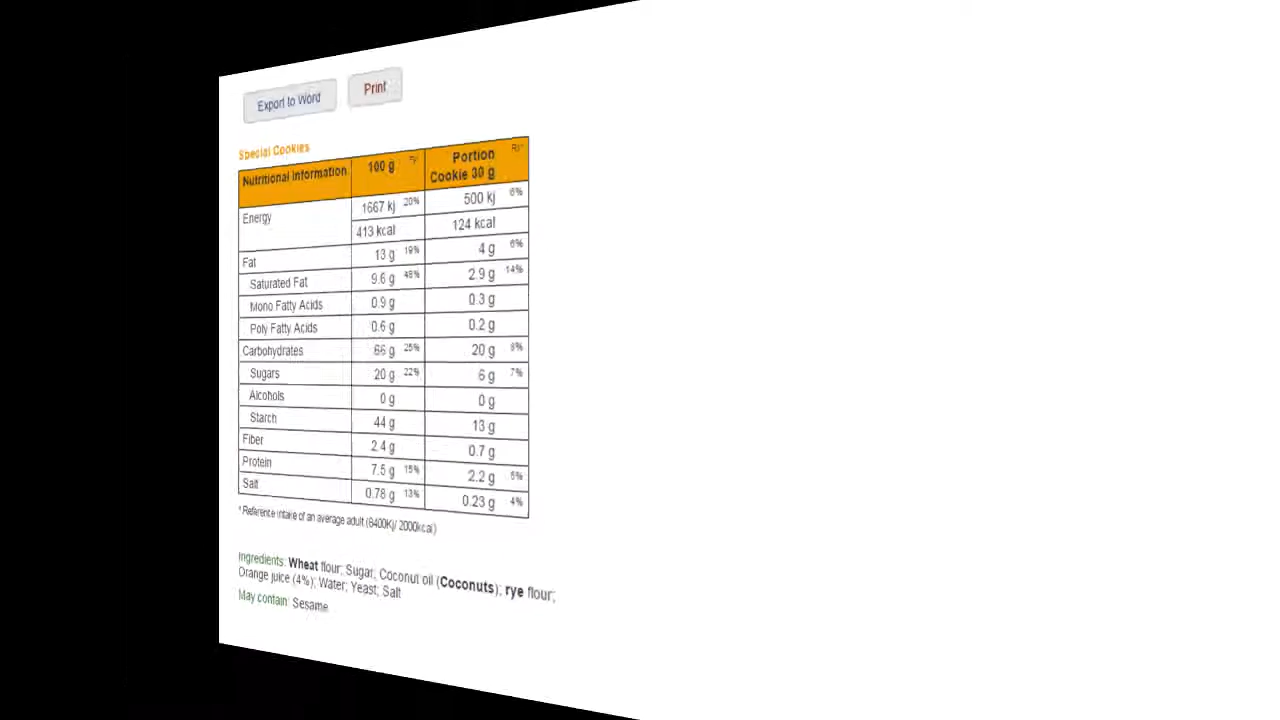 Export to Word Print
Special Cookies
Nutritional Information 100 g RI* Portion Cookie 30 g RI*
Energy 1667 kj 20% 500 kj 6%
413 kcal 124 kcal
Fat 13 g 19% 4 g 6%
Saturated Fat 9.6 g 48% 2.9 g 14%
Mono Fatty Acids 0.9 g 0.3 g
Poly Fatty Acids 0.6 g 0.2 g
Carbohydrates 66 g 25% 20 g 8%
Sugars 20 g 22% 6 g 7%
Alcohols 0 g 0 g
Starch 44 g 13 g
Fiber 2.4 g 0.7 g
Protein 7.5 g 15% 2.2 g 5%
Salt 0.78 g 13% 0.23 g 4%
* Reference intake of an average adult (8400Kj/ 2000kcal)
Ingredients: Wheat flour; Sugar; Coconut oil (Coconuts); rye flour;
Orange juice (4%); Water; Yeast; Salt
May contain: Sesame